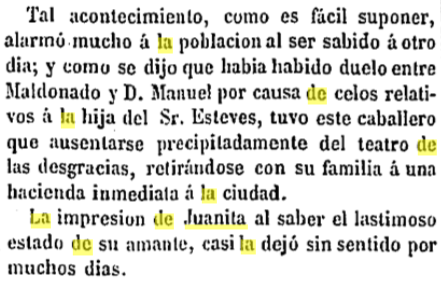 Tal acontecimiento, como es fácil suponer,
alarmó mucho á la poblacion al ser sabido á otro
dia; y como se dijo que habia habido duelo entre
Maldonado y D. Manuel por causa de celos relati-
vos á la hija del Sr. Esteves, tuvo este caballero
que ausentarse precipitadamente del teatro de
las desgracias, retirándose con su familia á una
hacienda inmediata á la ciudad.
La impresion de Juanita al saber el lastimoso
estado de su amante, casi la dejó sin sentido por
muchos dias.